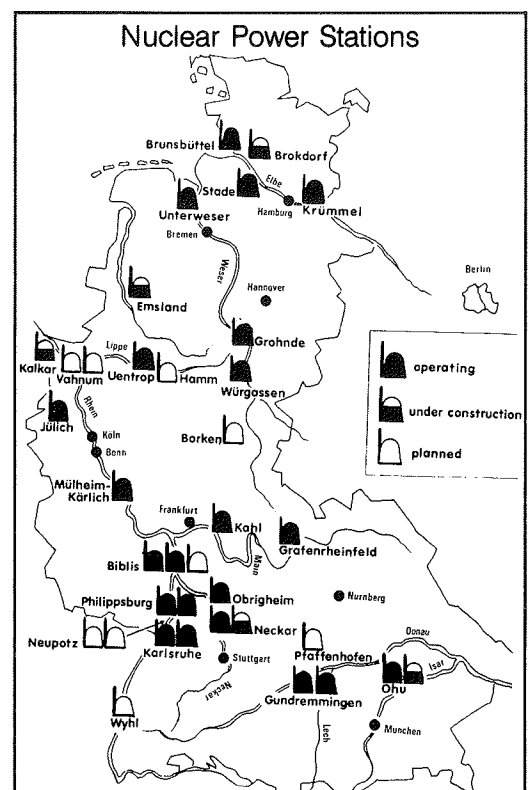 Nuclear Power Stations
Brunsbüttel
Brokdorf
Stade
Elbe
Unterweser
Hamburg
Krümmel
Bremen
Weser
Berlin
Hannover
Emsland
Grohnde
Lippe
Kalkar
Vahnum
Uentrop
Hamm
Würgassen
operating
under construction
planned
Rhein
Jülich
Köln
Bonn
Borken
Mülheim-
Kärlich
Frankfurt
Kahl
Grafenrheinfeld
Main
Biblis
Obrigheim
Philippsburg
Nurnberg
Neckar
Neupotz
Karlsruhe
Stuttgart
Pfaffenhofen
Donau
Isar
Ohu
Gundremmingen
Neckar
Wyhl
Lech
Munchen